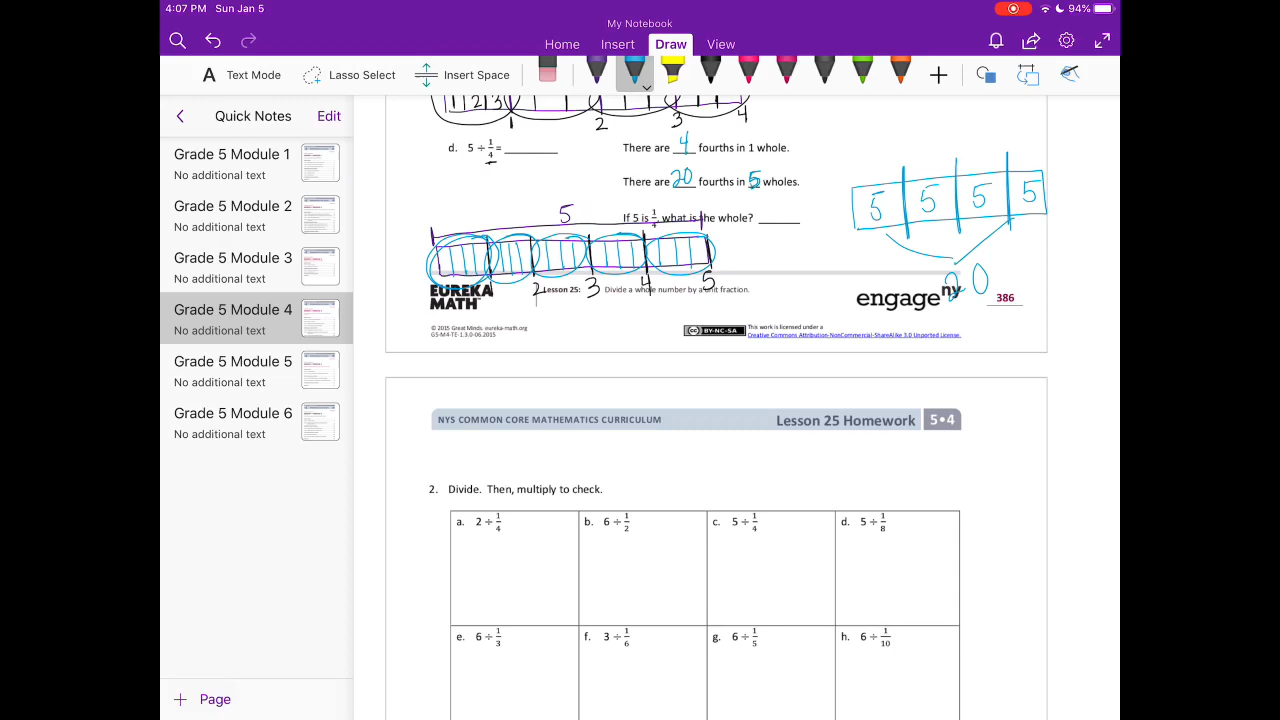 4:07 PM Sun Jan 5
94%
My Notebook
Home Insert Draw View
Text Mode Lasso Select Insert Space
Quick Notes Edit
Grade 5 Module 1
No additional text
Grade 5 Module 2
No additional text
Grade 5 Module 3
No additional text
Grade 5 Module 4
No additional text
Grade 5 Module 5
No additional text
Grade 5 Module 6
No additional text
Page
1 2 3
1 2 3 4
d. 5 ÷ 1/4 = ________
There are 4 fourths in 1 whole.
There are 20 fourths in 5 wholes.
If 5 is 1/4 what is the whole? ______
5
2 3 4 5
5 5 5 5
20
EUREKA MATH
Lesson 25: Divide a whole number by a unit fraction.
engage ny
386
© 2015 Great Minds. eureka-math.org
G5-M4-TE-1.3.0-06.2015
BY-NC-SA
This work is licensed under a
Creative Commons Attribution-NonCommercial-ShareAlike 3.0 Unported License.
NYS COMMON CORE MATHEMATICS CURRICULUM
Lesson 25 Homework 5•4
2. Divide. Then, multiply to check.
a. 2 ÷ 1/4
b. 6 ÷ 1/2
c. 5 ÷ 1/4
d. 5 ÷ 1/8
e. 6 ÷ 1/3
f. 3 ÷ 1/6
g. 6 ÷ 1/5
h. 6 ÷ 1/10